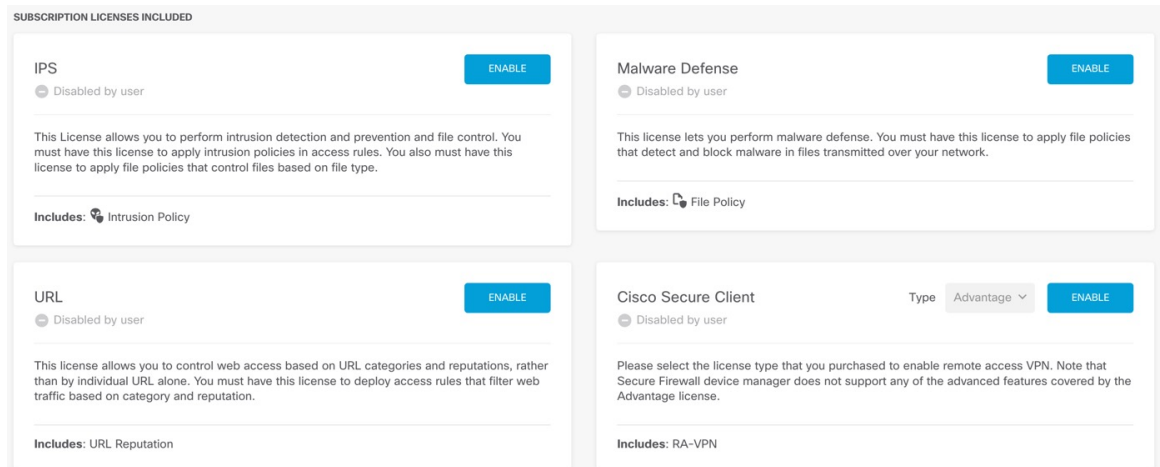 SUBSCRIPTION LICENSES INCLUDED
IPS
ENABLE
Disabled by user
This License allows you to perform intrusion detection and prevention and file control. You
must have this license to apply intrusion policies in access rules. You also must have this
license to apply file policies that control files based on file type.
Includes: Intrusion Policy
Malware Defense
ENABLE
Disabled by user
This license lets you perform malware defense. You must have this license to apply file policies
that detect and block malware in files transmitted over your network.
Includes: File Policy
URL
ENABLE
Disabled by user
This license allows you to control web access based on URL categories and reputations, rather
than by individual URL alone. You must have this license to deploy access rules that filter web
traffic based on category and reputation.
Includes: URL Reputation
Cisco Secure Client
Type
Advantage
ENABLE
Disabled by user
Please select the license type that you purchased to enable remote access VPN. Note that
Secure Firewall device manager does not support any of the advanced features covered by the
Advantage license.
Includes: RA-VPN